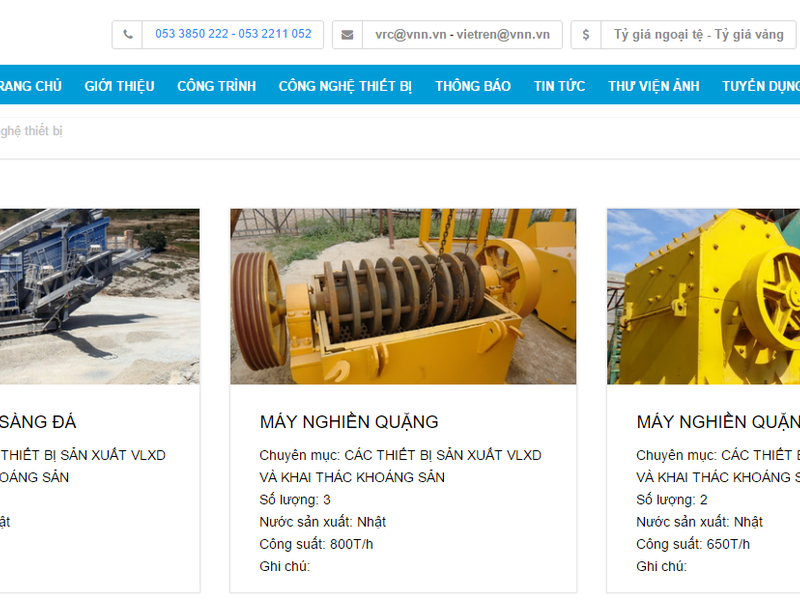 053 3850 222 - 053 2211 052
vrc@vnn.vn - vietren@vnn.vn
$ Tỷ giá ngoại tệ - Tỷ giá vàng
RANG CHỦ GIỚI THIỆU CÔNG TRÌNH CÔNG NGHỆ THIẾT BỊ THÔNG BÁO TIN TỨC THƯ VIỆN ẢNH TUYỂN DỤNG
nghệ thiết bị
SÀNG ĐÁ
THIẾT BỊ SẢN XUẤT VLXD
OÁNG SẢN
ật
MÁY NGHIỀN QUẶNG
Chuyên mục: CÁC THIẾT BỊ SẢN XUẤT VLXD
VÀ KHAI THÁC KHOÁNG SẢN
Số lượng: 3
Nước sản xuất: Nhật
Công suất: 800T/h
Ghi chú:
MÁY NGHIỀN QUẶN
Chuyên mục: CÁC THIẾT B
VÀ KHAI THÁC KHOÁNG S
Số lượng: 2
Nước sản xuất: Nhật
Công suất: 650T/h
Ghi chú: